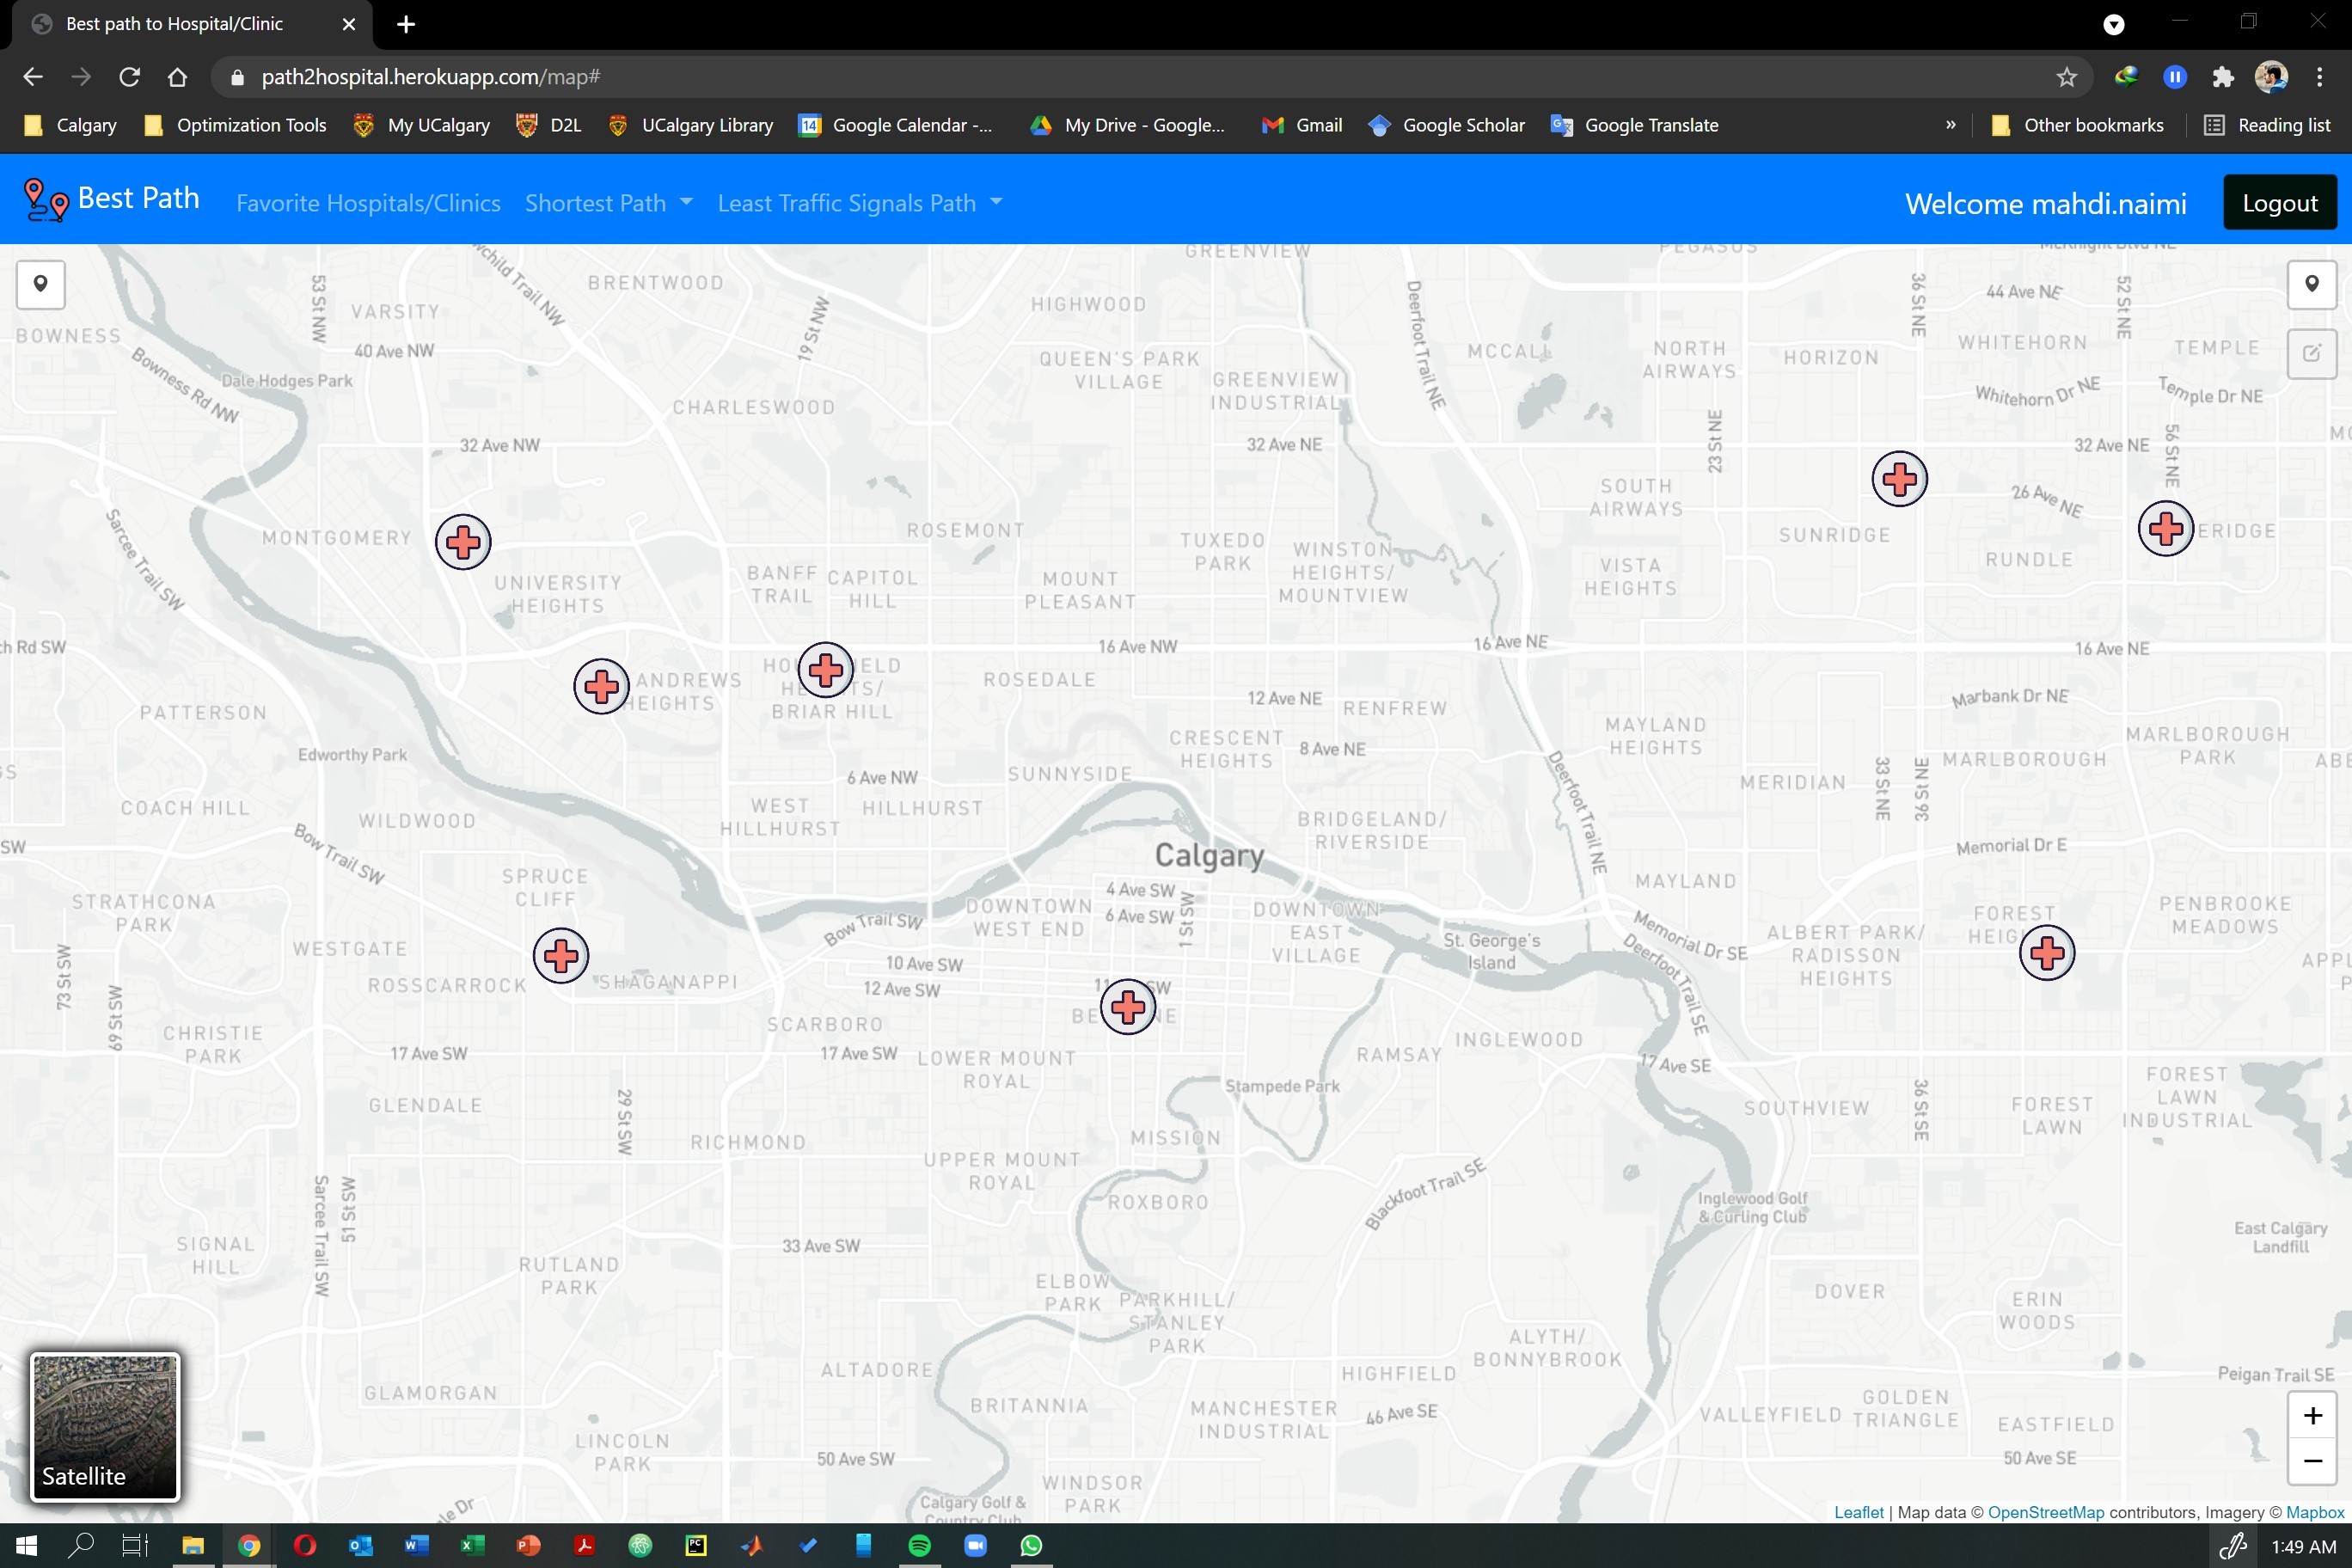 Best path to Hospital/Clinic
path2hospital.herokuapp.com/map#
Calgary
Optimization Tools
My UCalgary
D2L
UCalgary Library
14
Google Calendar -...
My Drive - Google...
Gmail
Google Scholar
Google Translate
»
Other bookmarks
Reading list
Best Path
Favorite Hospitals/Clinics
Shortest Path
Least Traffic Signals Path
Welcome mahdi.naimi
Logout
GREENVIEW
PEGASUS
BRENTWOOD
53 St NW
VARSITY
HIGHWOOD
Deerfoot Trail NE
36 St NE
44 Ave NE
52 St NE
BOWNESS
40 Ave NW
19 St NW
QUEEN'S PARK
VILLAGE
MCCALL
NORTH
AIRWAYS
HORIZON
WHITEHORN
TEMPLE
Bowness Rd NW
Dale Hodges Park
CHARLESWOOD
GREENVIEW
INDUSTRIAL
Whitehorn Dr NE
Temple Dr NE
32 Ave NW
32 Ave NE
23 St NE
32 Ave NE
56 St NE
Sarcee Trail SW
SOUTH
AIRWAYS
26 Ave NE
MONTGOMERY
ROSEMONT
TUXEDO
PARK
WINSTON
HEIGHTS/
MOUNTVIEW
SUNRIDGE
RUNDLE
ERIDGE
UNIVERSITY
HEIGHTS
BANFF
TRAIL
CAPITOL
HILL
MOUNT
PLEASANT
VISTA
HEIGHTS
ch Rd SW
16 Ave NW
16 Ave NE
16 Ave NE
ANDREWS
HEIGHTS
BRIAR HILL
ROSEDALE
12 Ave NE
RENFREW
Marbank Dr NE
PATTERSON
Edworthy Park
CRESCENT
HEIGHTS
8 Ave NE
MAYLAND
HEIGHTS
MARLBOROUGH
MARLBOROUGH
PARK
COACH HILL
WILDWOOD
6 Ave NW
SUNNYSIDE
WEST
HILLHURST
HILLHURST
Deerfoot Trail NE
MERIDIAN
33 St NE
36 St NE
Bow Trail SW
BRIDGELAND/
RIVERSIDE
Calgary
Memorial Dr E
SW
SPRUCE
CLIFF
4 Ave SW
6 Ave SW
1 St SW
MAYLAND
STRATHCONA
PARK
WESTGATE
Bow Trail SW
DOWNTOWN
WEST END
DOWNTOWN
EAST
VILLAGE
St. George's
Island
Memorial Dr SE
Deerfoot Trail SE
ALBERT PARK/
RADISSON
HEIGHTS
FOREST
PENBROOKE
MEADOWS
73 St SW
69 St SW
ROSSCARROCK
SHAGANAPPI
10 Ave SW
12 Ave SW
CHRISTIE
PARK
SCARBORO
17 Ave SW
17 Ave SW
LOWER MOUNT
ROYAL
RAMSAY
INGLEWOOD
17 Ave SE
Stampede Park
GLENDALE
29 St SW
RICHMOND
MISSION
SOUTHVIEW
36 St SE
FOREST
LAWN
FOREST
LAWN
INDUSTRIAL
UPPER MOUNT
ROYAL
ROXBORO
Blackfoot Trail SE
Inglewood Golf
& Curling Club
Sarcee Trail SW
51 St SW
SIGNAL
HILL
RUTLAND
PARK
33 Ave SW
East Calgary
Landfill
ELBOW
PARK
PARKHILL/
STANLEY
PARK
DOVER
ERIN
WOODS
ALTADORE
ALYTH/
BONNYBROOK
HIGHFIELD
Peigan Trail SE
GLAMORGAN
BRITANNIA
MANCHESTER
INDUSTRIAL
46 Ave SE
VALLEYFIELD
GOLDEN
TRIANGLE
EASTFIELD
LINCOLN
PARK
50 Ave SW
50 Ave SE
WINDSOR
PARK
Calgary Golf &
Country Club
Satellite
+
−
Leaflet | Map data © OpenStreetMap contributors, Imagery © Mapbox
1:49 AM